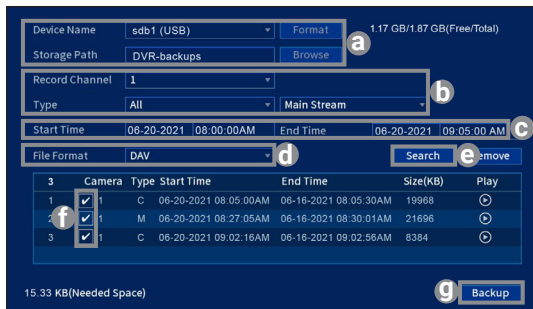 Device Name sdb1 (USB) Format 1.17 GB/1.87 GB(Free/Total)
a
Storage Path DVR-backups Browse
Record Channel 1
b
Type All Main Stream
Start Time 06-20-2021 08:00:00AM End Time 06-20-2021 09:05:00 AM c
File Format DAV d Search e emove
3 Camera Type Start Time End Time Size(KB) Play
1 1 C 06-20-2021 08:05:00AM 06-16-2021 08:05:30AM 19968
2 f 1 M 06-20-2021 08:27:05AM 06-16-2021 08:30:01AM 21696
3 1 C 06-20-2021 09:02:16AM 06-16-2021 09:02:56AM 8384
15.33 KB(Needed Space) g Backup